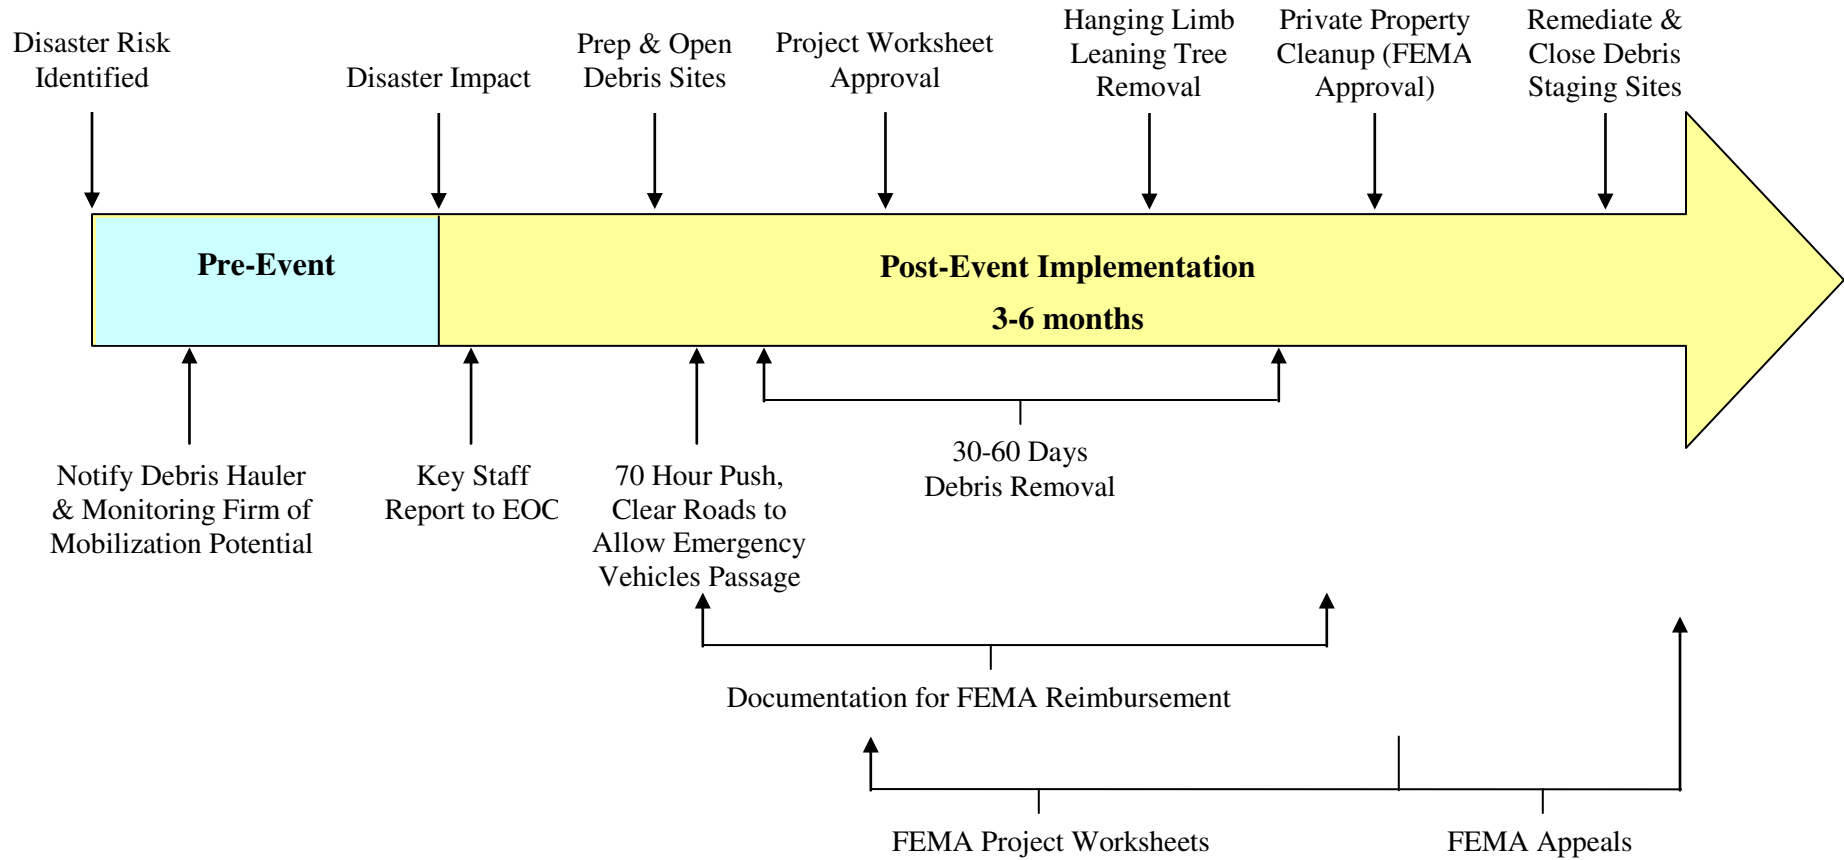 Disaster Risk
Identified
Disaster Impact
Prep & Open
Debris Sites
Project Worksheet
Approval
Hanging Limb
Leaning Tree
Removal
Private Property
Cleanup (FEMA
Approval)
Remediate &
Close Debris
Staging Sites
Pre-Event
Post-Event Implementation
3-6 months
Notify Debris Hauler
& Monitoring Firm of
Mobilization Potential
Key Staff
Report to EOC
70 Hour Push,
Clear Roads to
Allow Emergency
Vehicles Passage
30-60 Days
Debris Removal
Documentation for FEMA Reimbursement
FEMA Project Worksheets
FEMA Appeals